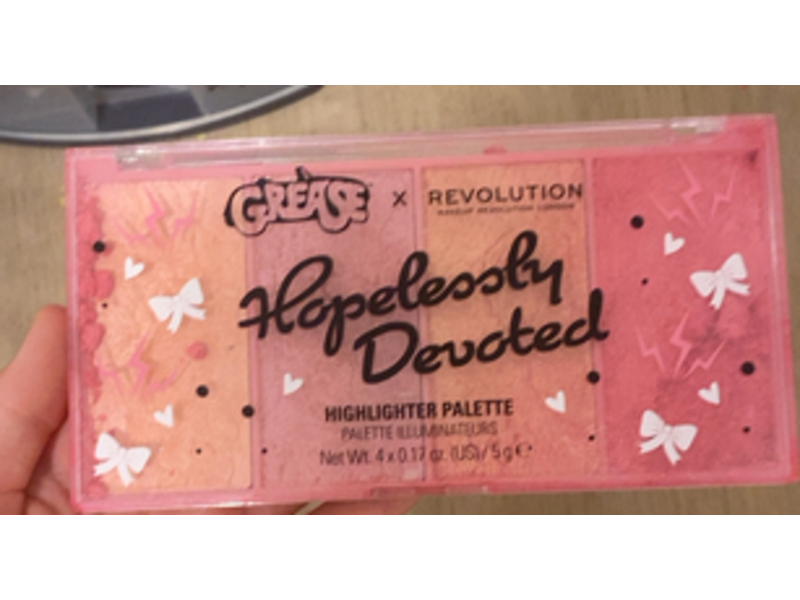 GREASE x REVOLUTION
MAKEUP REVOLUTION LONDON
Hopelessly
Devoted
HIGHLIGHTER PALETTE
PALETTE ILLUMINATEURS
Net Wt. 4 x 0.17 oz. (US) / 5 g e